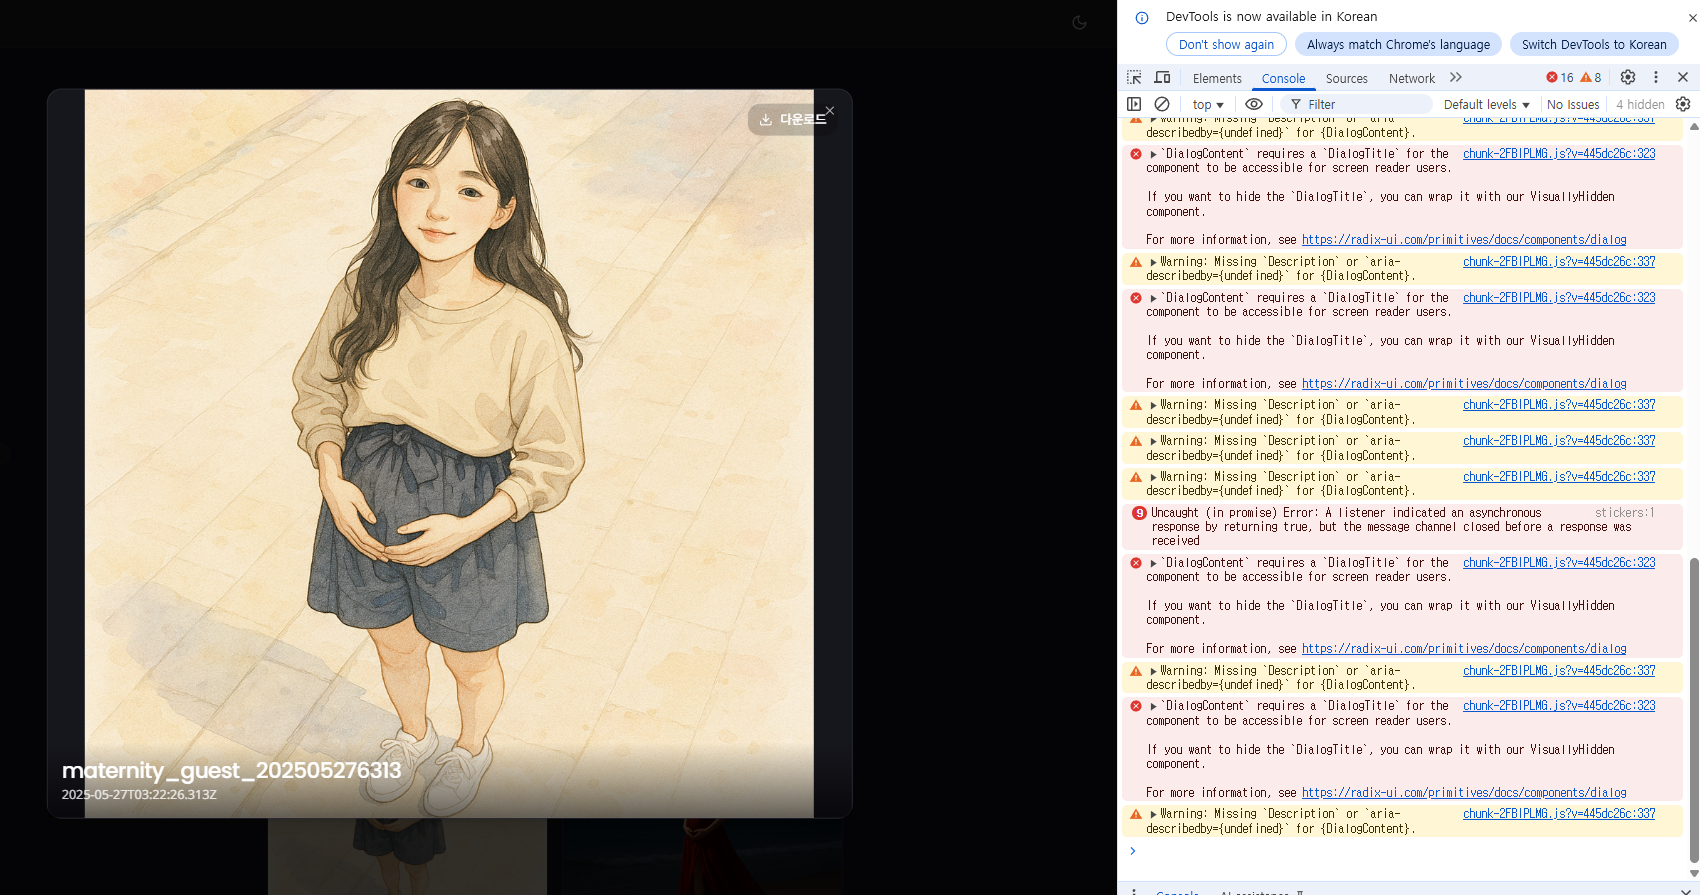 다운로드
maternity_guest_202505276313
2025-05-27T03:22:26.313Z
DevTools is now available in Korean
Don't show again
Always match Chrome's language
Switch DevTools to Korean
Elements
Console
Sources
Network
16
8
top
Filter
Default levels
No Issues
4 hidden
Warning: Missing `Description` or `aria- chunk-2FBIPLMG.js?v=445dc26c:337
describedby={undefined}` for {DialogContent}.
`DialogContent` requires a `DialogTitle` for the chunk-2FBIPLMG.js?v=445dc26c:323
component to be accessible for screen reader users.
If you want to hide the `DialogTitle`, you can wrap it with our VisuallyHidden
component.
For more information, see https://radix-ui.com/primitives/docs/components/dialog
Warning: Missing `Description` or `aria- chunk-2FBIPLMG.js?v=445dc26c:337
describedby={undefined}` for {DialogContent}.
`DialogContent` requires a `DialogTitle` for the chunk-2FBIPLMG.js?v=445dc26c:323
component to be accessible for screen reader users.
If you want to hide the `DialogTitle`, you can wrap it with our VisuallyHidden
component.
For more information, see https://radix-ui.com/primitives/docs/components/dialog
Warning: Missing `Description` or `aria- chunk-2FBIPLMG.js?v=445dc26c:337
describedby={undefined}` for {DialogContent}.
Warning: Missing `Description` or `aria- chunk-2FBIPLMG.js?v=445dc26c:337
describedby={undefined}` for {DialogContent}.
Warning: Missing `Description` or `aria- chunk-2FBIPLMG.js?v=445dc26c:337
describedby={undefined}` for {DialogContent}.
9 Uncaught (in promise) Error: A listener indicated an asynchronous stickers:1
response by returning true, but the message channel closed before a response was
received
`DialogContent` requires a `DialogTitle` for the chunk-2FBIPLMG.js?v=445dc26c:323
component to be accessible for screen reader users.
If you want to hide the `DialogTitle`, you can wrap it with our VisuallyHidden
component.
For more information, see https://radix-ui.com/primitives/docs/components/dialog
Warning: Missing `Description` or `aria- chunk-2FBIPLMG.js?v=445dc26c:337
describedby={undefined}` for {DialogContent}.
`DialogContent` requires a `DialogTitle` for the chunk-2FBIPLMG.js?v=445dc26c:323
component to be accessible for screen reader users.
If you want to hide the `DialogTitle`, you can wrap it with our VisuallyHidden
component.
For more information, see https://radix-ui.com/primitives/docs/components/dialog
Warning: Missing `Description` or `aria- chunk-2FBIPLMG.js?v=445dc26c:337
describedby={undefined}` for {DialogContent}.
Console
AI assistance